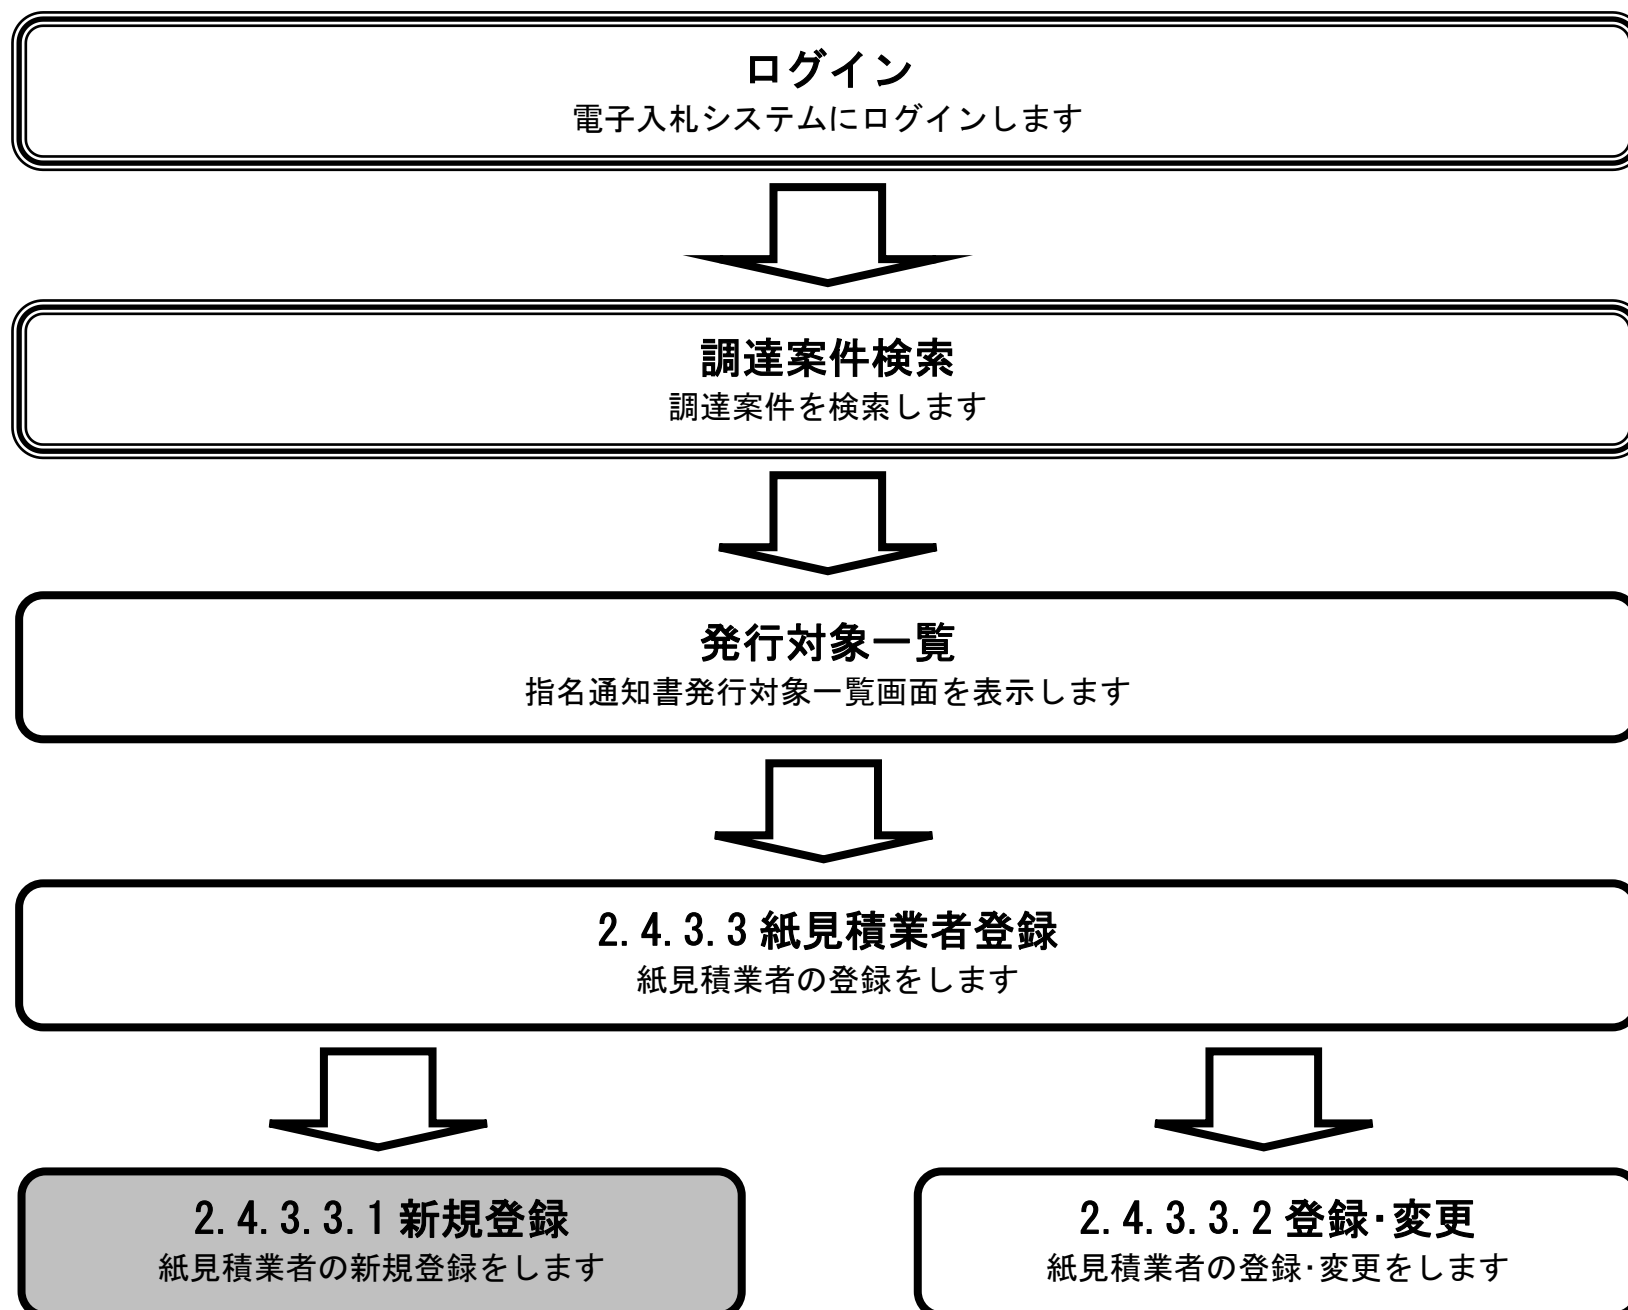 ログイン
電子入札システムにログインします
調達案件検索
調達案件を検索します
発行対象一覧
指名通知書発行対象一覧画面を表示します
2.4.3.3 紙見積業者登録
紙見積業者の登録をします
2.4.3.3.1 新規登録
紙見積業者の新規登録をします
2.4.3.3.2 登録・変更
紙見積業者の登録・変更をします